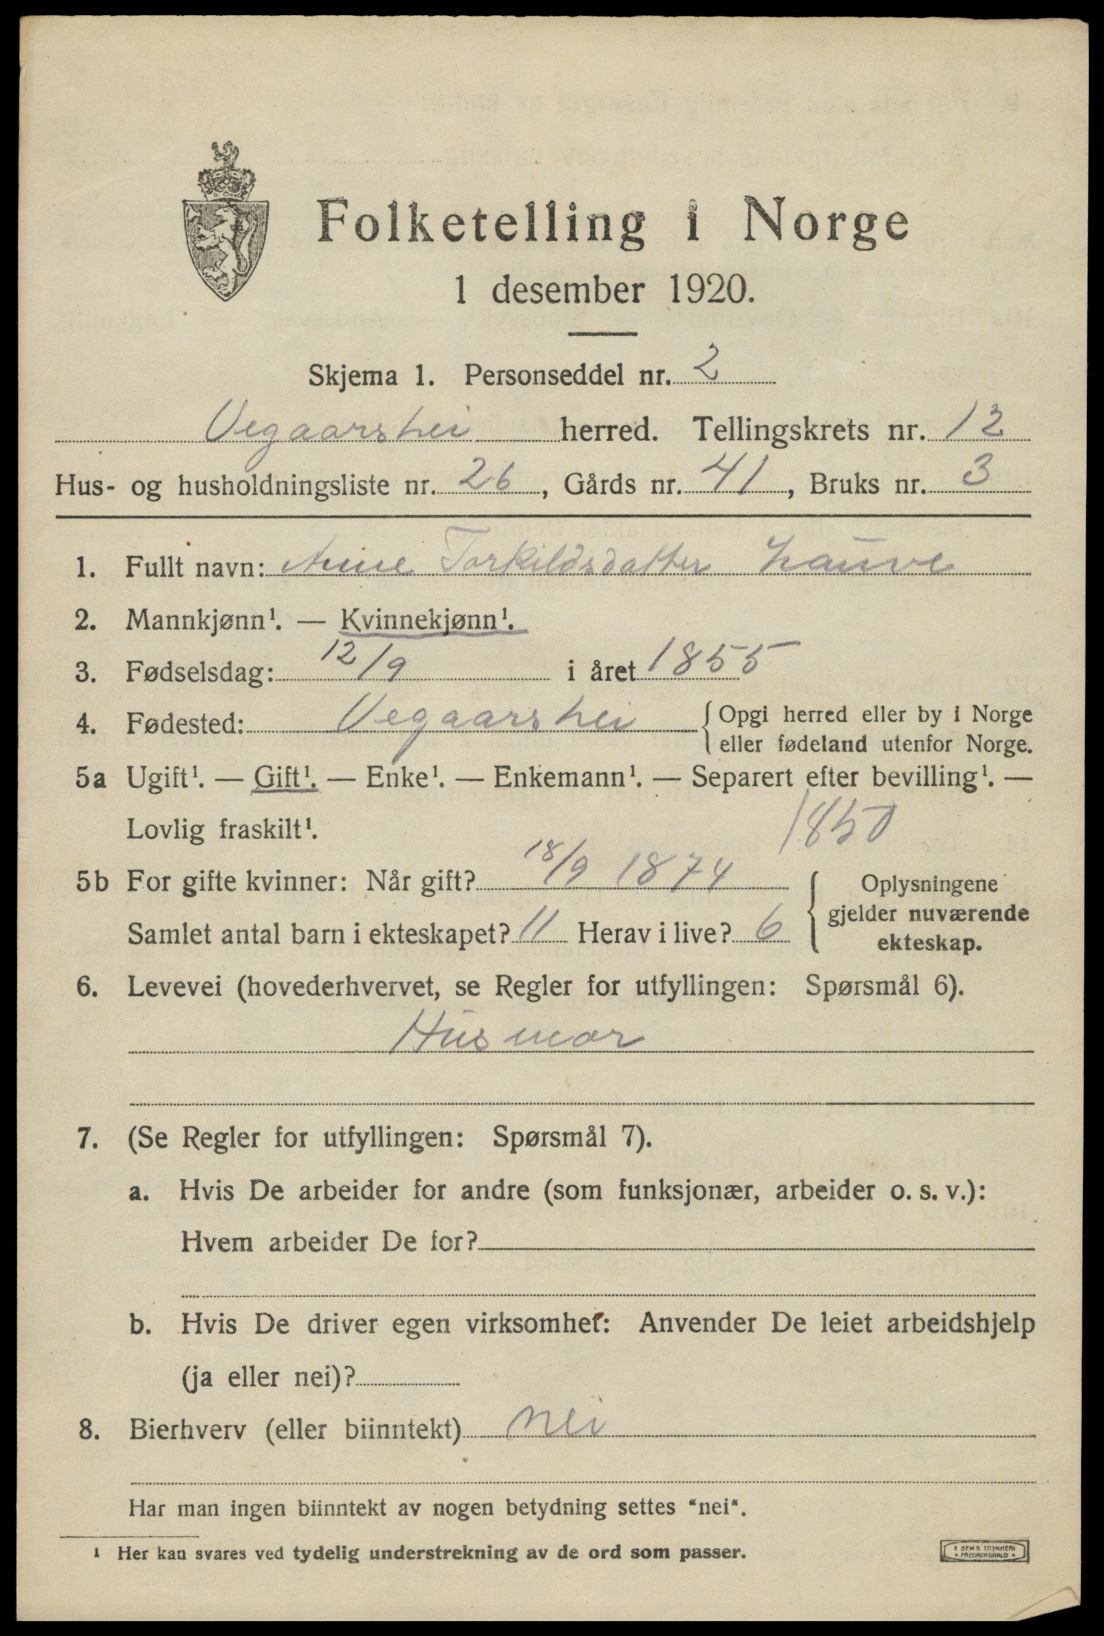 Folketelling i Norge
1 desember 1920.
Skjema 1. Personseddel nr. 2
Vegaarshei herred. Tellingskrets nr. 12
Hus- og husholdningsliste nr. 26, Gårds nr. 41, Bruks nr. 3
1. Fullt navn: Anne Torkildsdatter Lauve
2. Mannkjønn¹. — Kvinnekjønn¹.
3. Fødselsdag: 12/9 i året 1855
4. Fødested: Vegaarshei {Opgi herred eller by i Norge
eller fødeland utenfor Norge.
5a Ugift¹. — Gift¹. — Enke¹. — Enkemann¹. — Separert efter bevilling¹. —
Lovlig fraskilt¹. 1850
5b For gifte kvinner: Når gift? 18/9 1874 { Oplysningene
gjelder nuværende
Samlet antal barn i ekteskapet? 11 Herav i live? 6 ekteskap.
6. Levevei (hovederhvervet, se Regler for utfyllingen: Spørsmål 6).
Husmor
7. (Se Regler for utfyllingen: Spørsmål 7).
a. Hvis De arbeider for andre (som funksjonær, arbeider o. s. v.):
Hvem arbeider De for?
b. Hvis De driver egen virksomhet: Anvender De leiet arbeidshjelp
(ja eller nei)?
8. Bierhverv (eller biinntekt) nei
Har man ingen biinntekt av nogen betydning settes "nei".
¹ Her kan svares ved tydelig understrekning av de ord som passer.
E SEMS TRYKKERI
• FREDRIKSHALD •